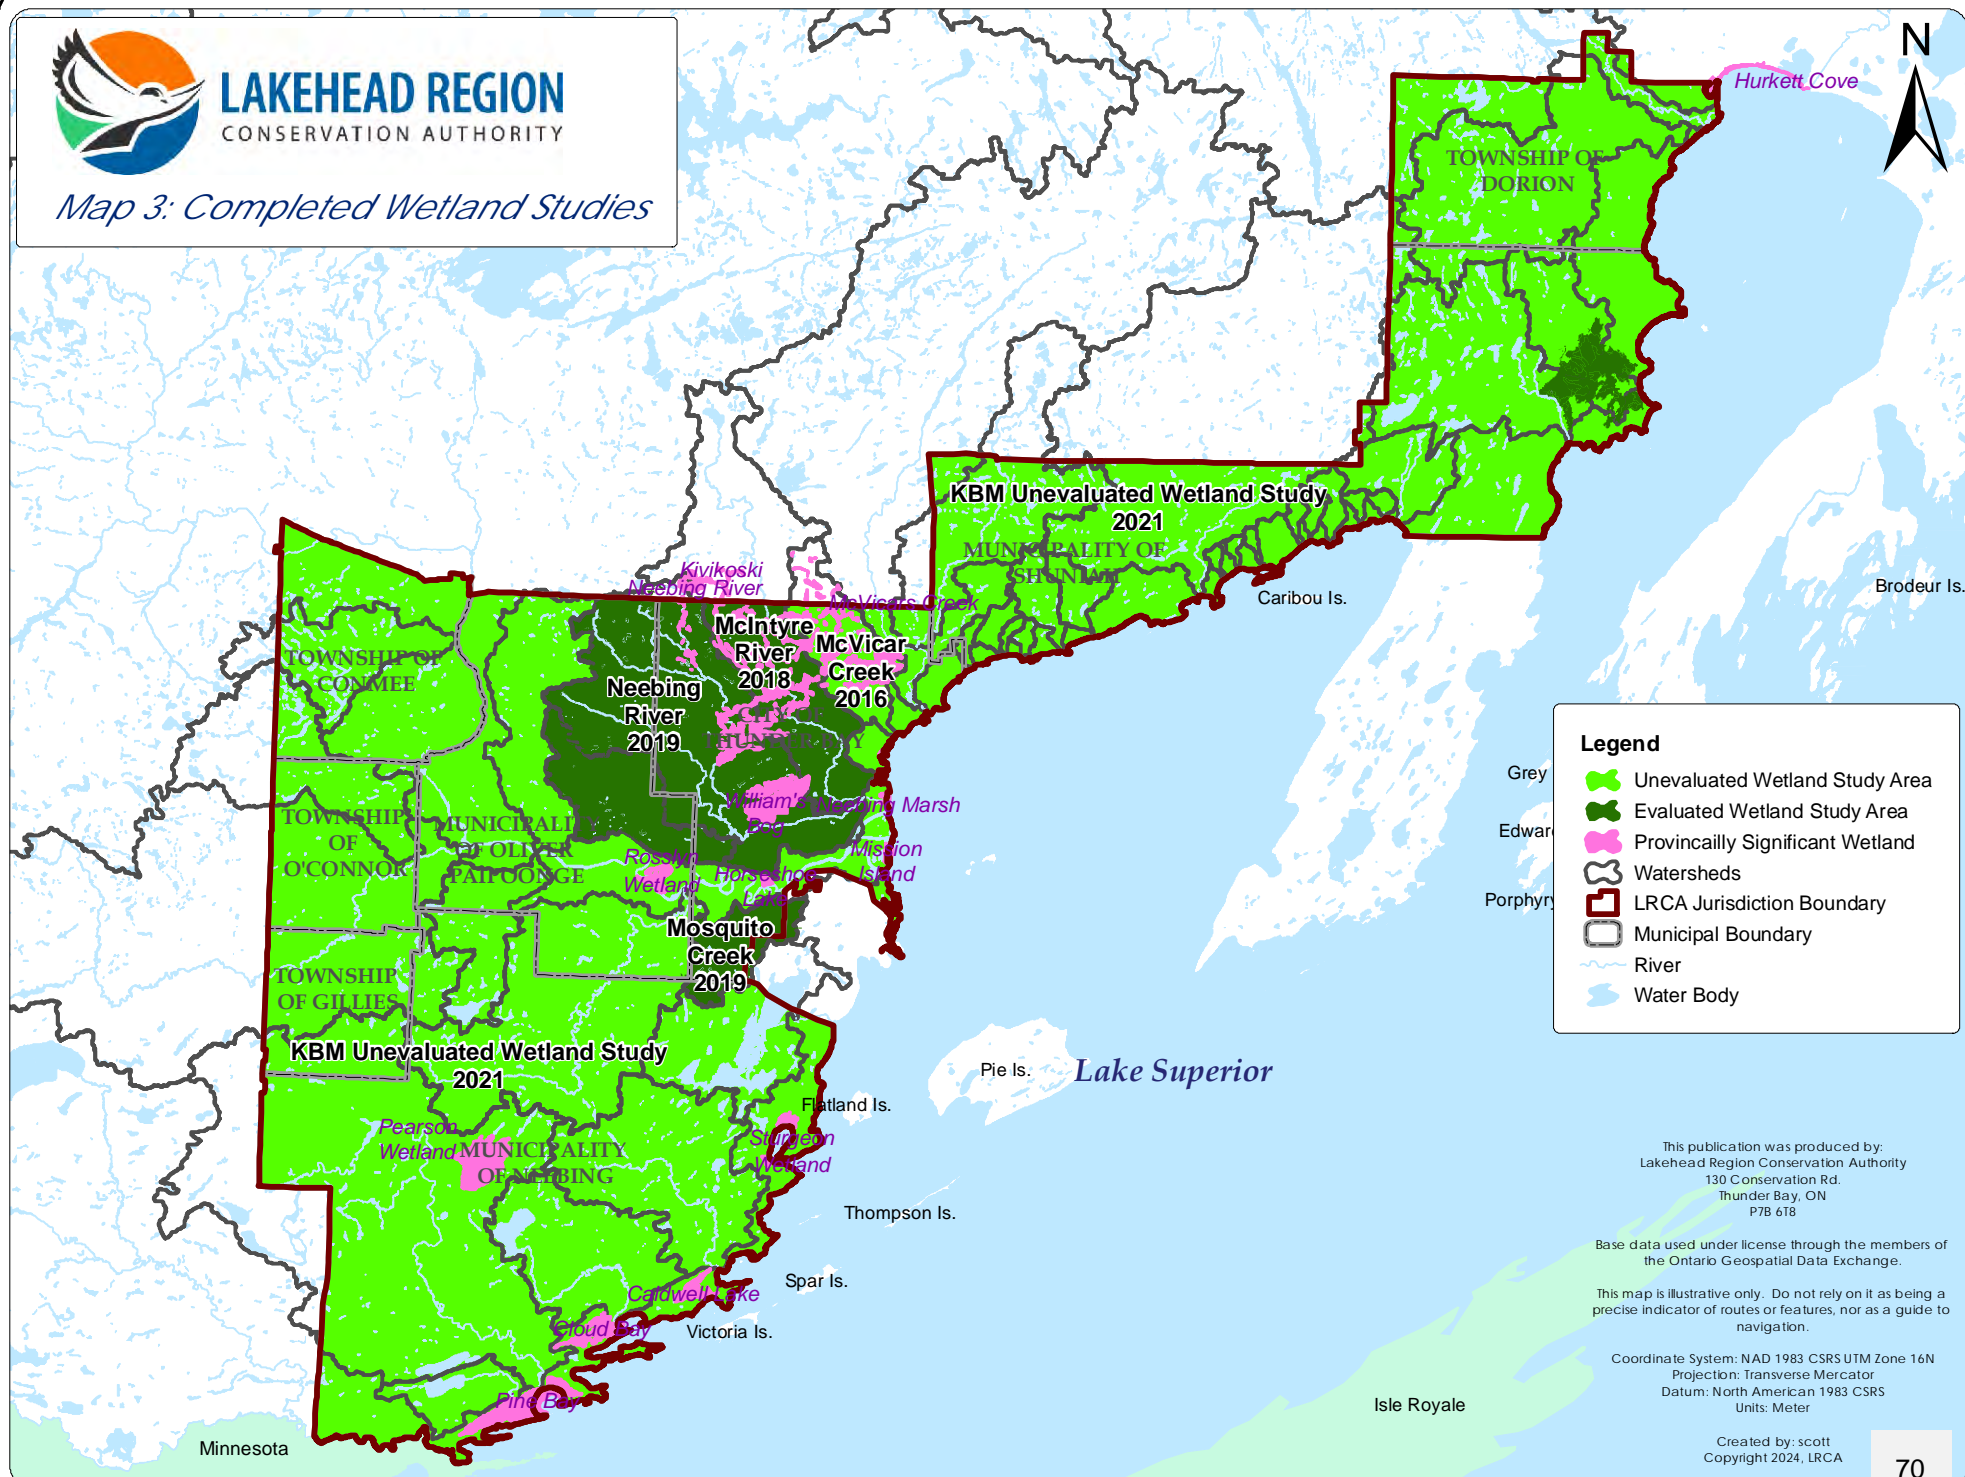 LAKEHEAD REGION
CONSERVATION AUTHORITY
Map 3: Completed Wetland Studies
N
Hurkett Cove
TOWNSHIP OF
DORION
KBM Unevaluated Wetland Study
2021
MUNICIPALITY OF
SHUNIAH
Caribou Is.
Brodeur Is.
Kivikoski
Neebing River
McVicars Creek
McIntyre
River
2018
McVicar
Creek
2016
Neebing
River
2019
TOWNSHIP OF
CONMEE
CITY OF
THUNDER BAY
William's
Bog
Neebing Marsh
Mission
Island
TOWNSHIP
OF
O'CONNOR
MUNICIPALI
OF OLIVER
PAIPOONGE
Rosslyn
Wetland
Horseshoe
Lake
Mosquito
Creek
2019
TOWNSHIP
OF GILLIES
KBM Unevaluated Wetland Study
2021
Pearson
Wetland
MUNICIPALITY
OF NEEBING
Sturgeon
Wetland
Flatland Is.
Pie Is.
Lake Superior
Thompson Is.
Spar Is.
Caldwell Lake
Cloud Bay
Victoria Is.
Pine Bay
Minnesota
Isle Royale
Grey
Edwar
Porphyry
Legend
Unevaluated Wetland Study Area
Evaluated Wetland Study Area
Provincailly Significant Wetland
Watersheds
LRCA Jurisdiction Boundary
Municipal Boundary
River
Water Body
This publication was produced by:
Lakehead Region Conservation Authority
130 Conservation Rd.
Thunder Bay, ON
P7B 6T8
Base data used under license through the members of
the Ontario Geospatial Data Exchange.
This map is illustrative only. Do not rely on it as being a
precise indicator of routes or features, nor as a guide to
navigation.
Coordinate System: NAD 1983 CSRS UTM Zone 16N
Projection: Transverse Mercator
Datum: North American 1983 CSRS
Units: Meter
Created by: scott
Copyright 2024, LRCA
70